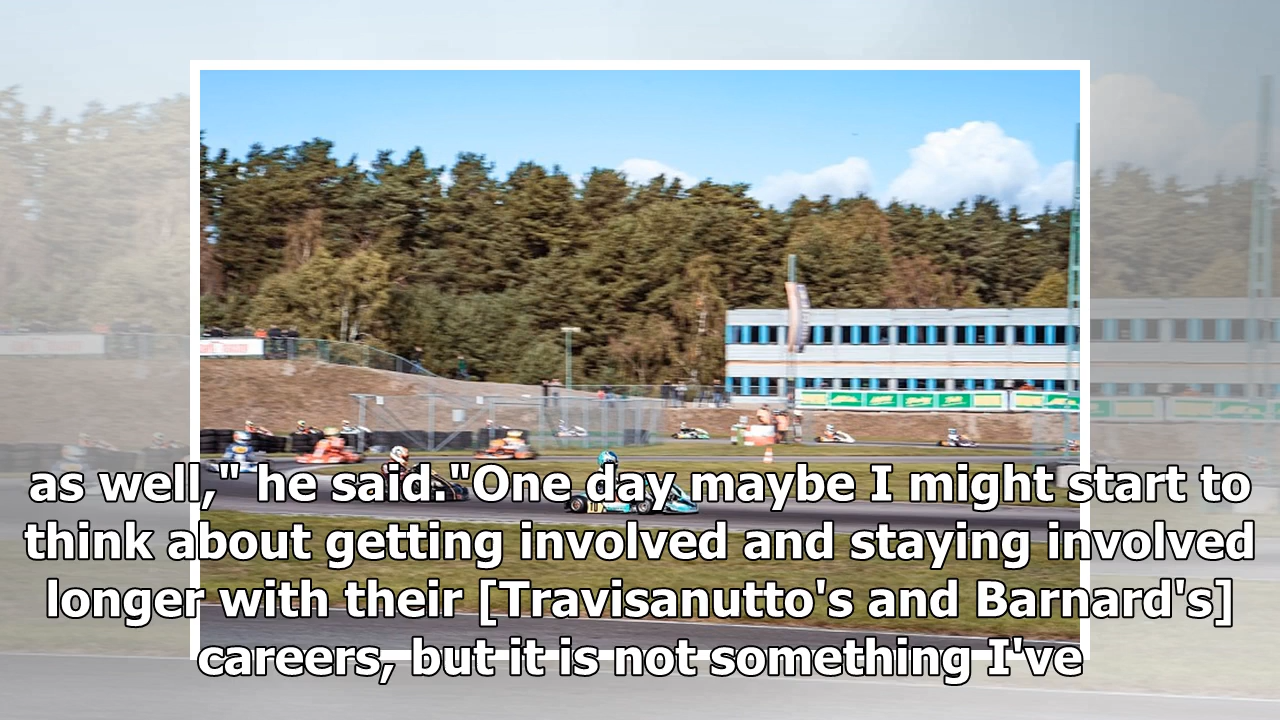 as well," he said."One day maybe I might start to
think about getting involved and staying involved
longer with their [Travisanutto's and Barnard's]
careers, but it is not something I've